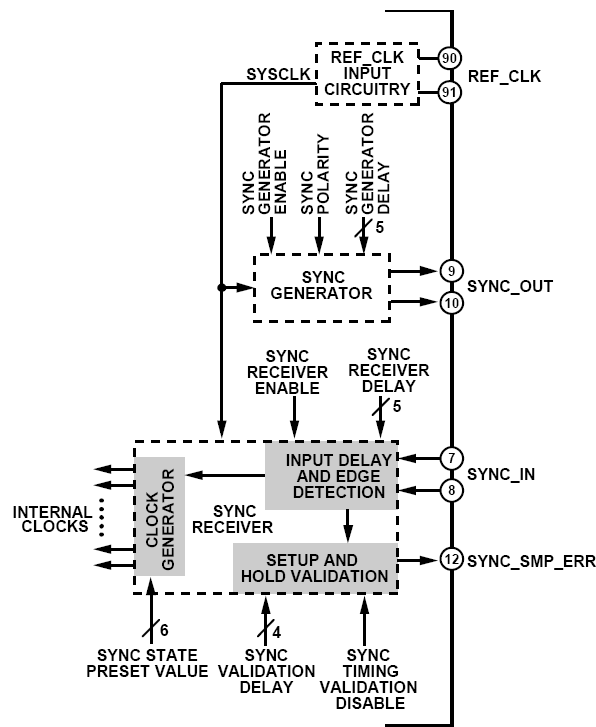 REF_CLK
INPUT
CIRCUITRY
90
91
REF_CLK
SYSCLK
SYNC
GENERATOR
ENABLE
SYNC
POLARITY
SYNC
GENERATOR
DELAY
5
SYNC
GENERATOR
9
10
SYNC_OUT
SYNC
RECEIVER
ENABLE
SYNC
RECEIVER
DELAY
5
INPUT DELAY
AND EDGE
DETECTION
7
8
SYNC_IN
CLOCK
GENERATOR
SYNC
RECEIVER
INTERNAL
CLOCKS
SETUP AND
HOLD VALIDATION
12
SYNC_SMP_ERR
6
SYNC STATE
PRESET VALUE
4
SYNC
VALIDATION
DELAY
SYNC
TIMING
VALIDATION
DISABLE